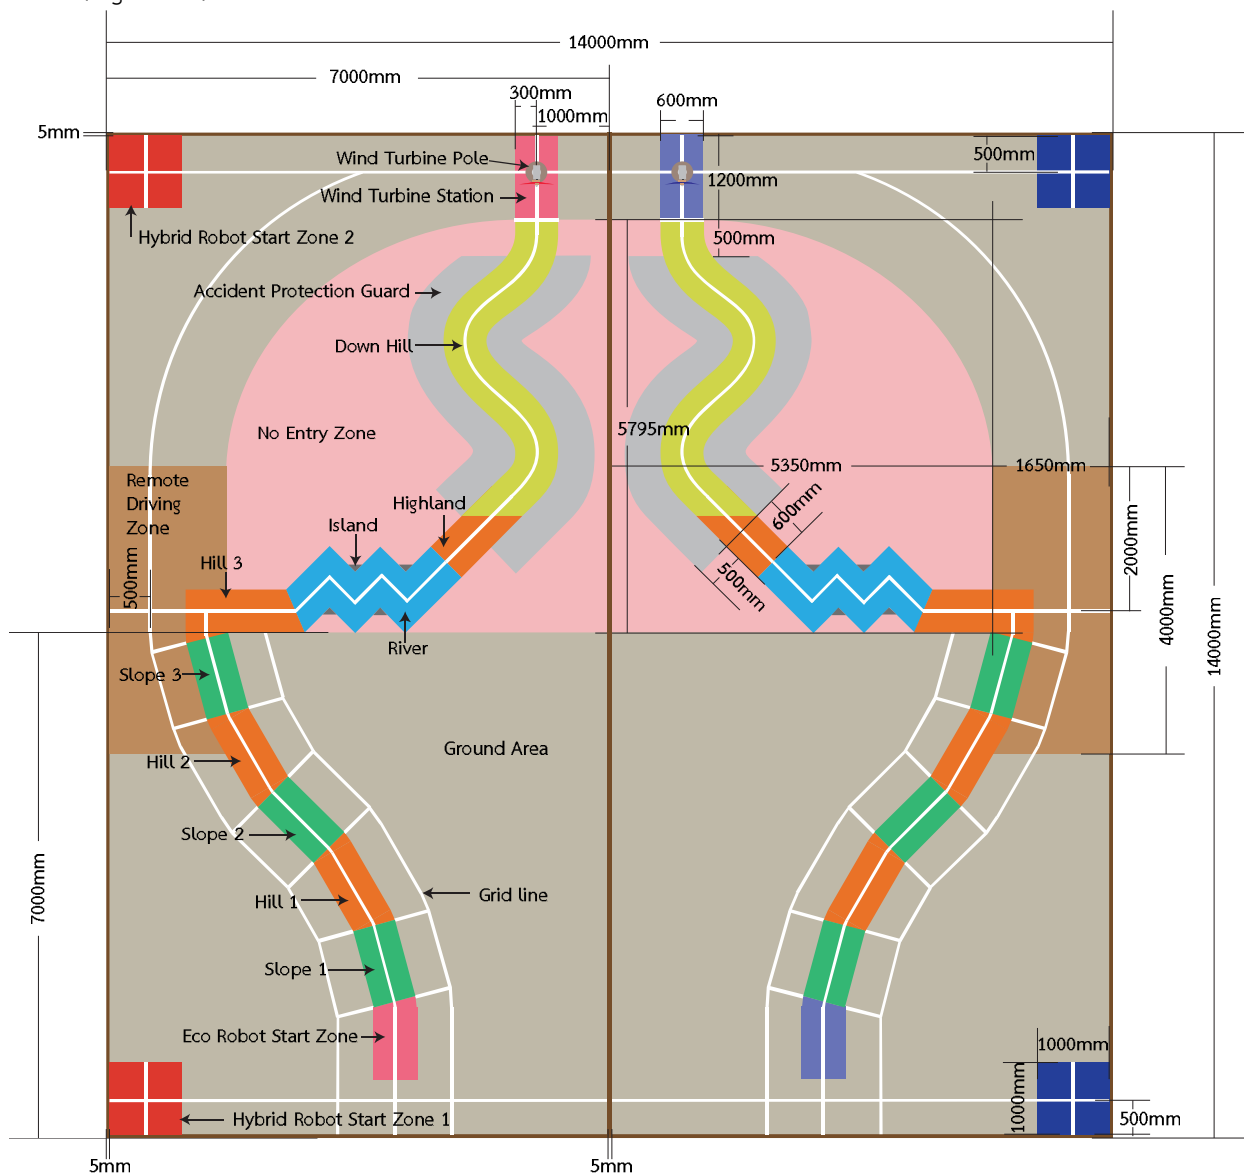 14000mm
7000mm
300mm
1000mm
600mm
5mm
500mm
Wind Turbine Pole
1200mm
Wind Turbine Station
Hybrid Robot Start Zone 2
500mm
Accident Protection Guard
Down Hill
No Entry Zone
5795mm
5350mm
1650mm
Remote
Driving
Zone
Highland
600mm
Island
Hill 3
500mm
500mm
2000mm
4000mm
14000mm
River
Slope 3
Ground Area
Hill 2
Slope 2
7000mm
Hill 1
Grid line
Slope 1
Eco Robot Start Zone
1000mm
1000mm
Hybrid Robot Start Zone 1
500mm
5mm
5mm